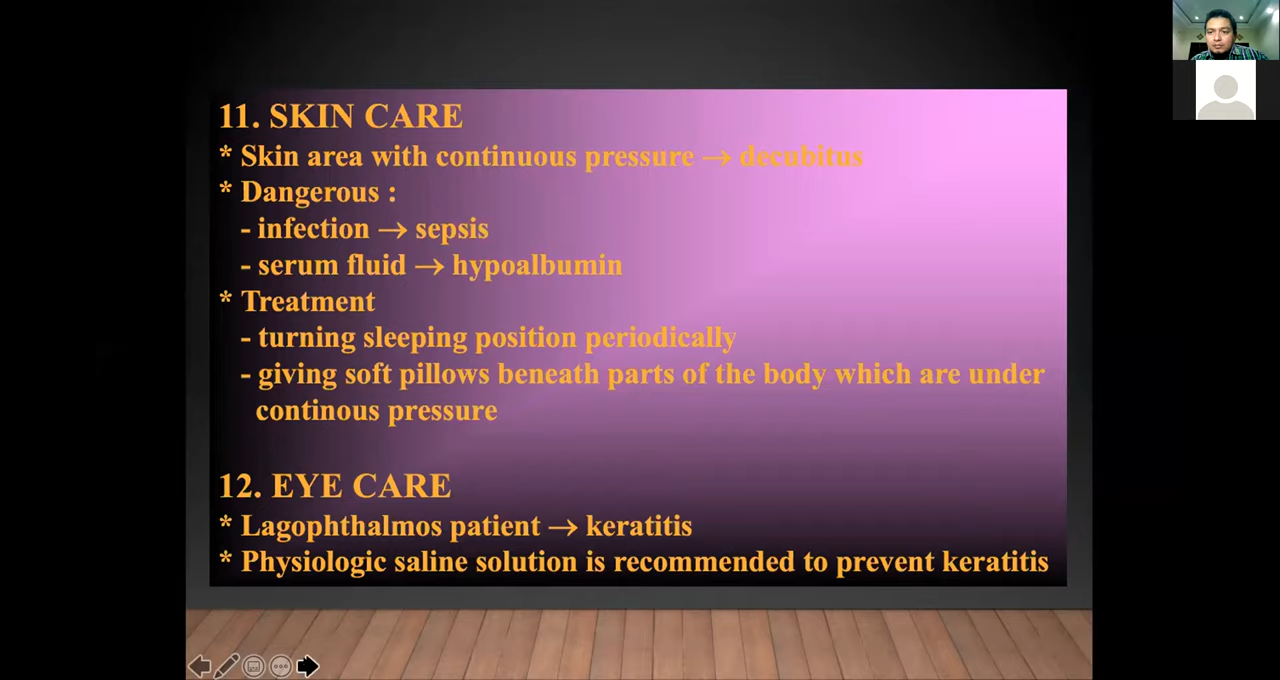 11. SKIN CARE
* Skin area with continuous pressure → decubitus
* Dangerous :
- infection → sepsis
- serum fluid → hypoalbumin
* Treatment
- turning sleeping position periodically
- giving soft pillows beneath parts of the body which are under
continous pressure
12. EYE CARE
* Lagophthalmos patient → keratitis
* Physiologic saline solution is recommended to prevent keratitis